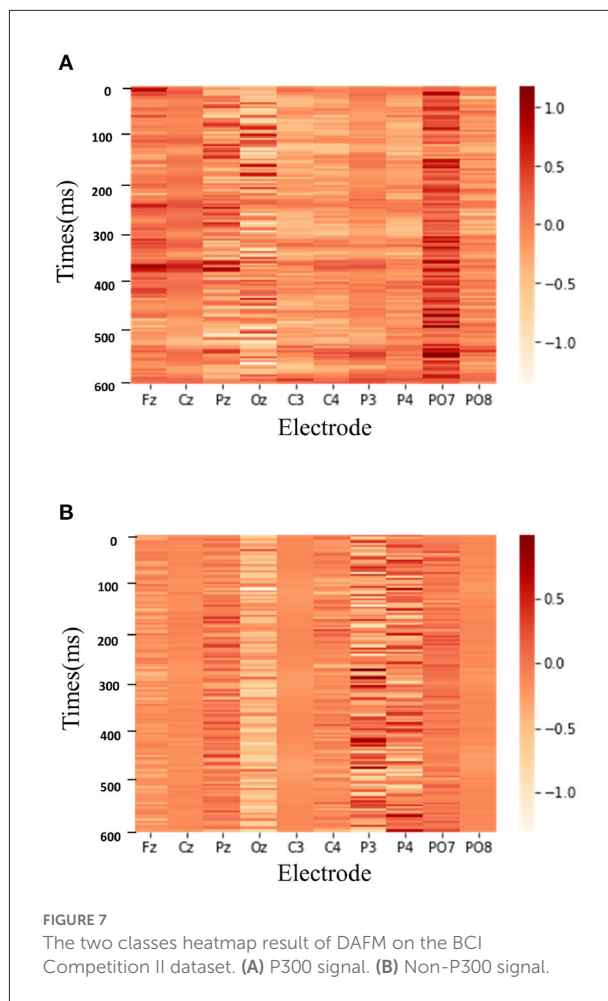 A
0
100
200
300
400
500
600
Times(ms)
Fz Cz Pz Oz C3 C4 P3 P4 PO7 PO8
Electrode
1.0
0.5
0.0
−0.5
−1.0
B
0
100
200
300
400
500
600
Times(ms)
Fz Cz Pz Oz C3 C4 P3 P4 PO7 PO8
Electrode
0.5
0.0
−0.5
−1.0
FIGURE 7
The two classes heatmap result of DAFM on the BCI
Competition II dataset. (A) P300 signal. (B) Non-P300 signal.